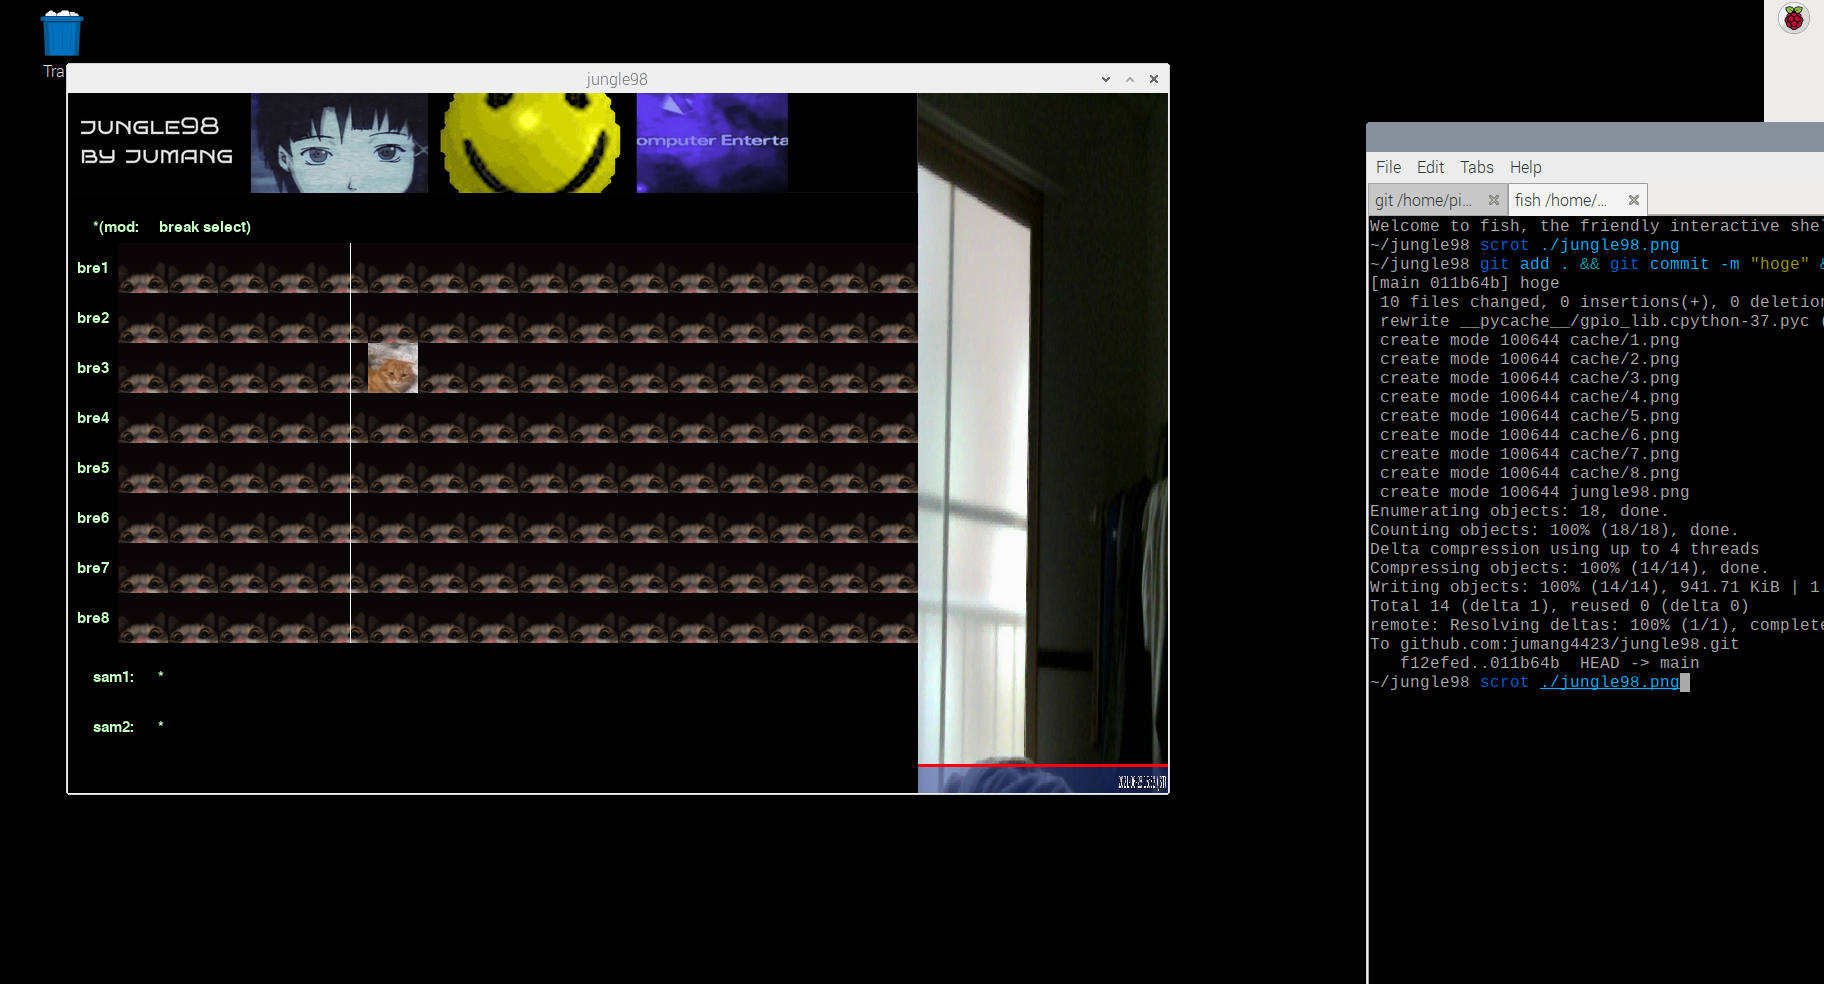 Tra
jungle98
JUNGLE98
BY JUMANG
omputer Enterta
*(mod: break select)
bre1
bre2
bre3
bre4
bre5
bre6
bre7
bre8
sam1: *
sam2: *
File Edit Tabs Help
git /home/pi...
fish /home/...
Welcome to fish, the friendly interactive she
~/jungle98 scrot ./jungle98.png
~/jungle98 git add . && git commit -m "hoge" &
[main 011b64b] hoge
10 files changed, 0 insertions(+), 0 deletion
rewrite __pycache__/gpio_lib.cpython-37.pyc (
create mode 100644 cache/1.png
create mode 100644 cache/2.png
create mode 100644 cache/3.png
create mode 100644 cache/4.png
create mode 100644 cache/5.png
create mode 100644 cache/6.png
create mode 100644 cache/7.png
create mode 100644 cache/8.png
create mode 100644 jungle98.png
Enumerating objects: 18, done.
Counting objects: 100% (18/18), done.
Delta compression using up to 4 threads
Compressing objects: 100% (14/14), done.
Writing objects: 100% (14/14), 941.71 KiB | 1
Total 14 (delta 1), reused 0 (delta 0)
remote: Resolving deltas: 100% (1/1), complete
To github.com:jumang4423/jungle98.git
f12efed..011b64b HEAD -> main
~/jungle98 scrot ./jungle98.png